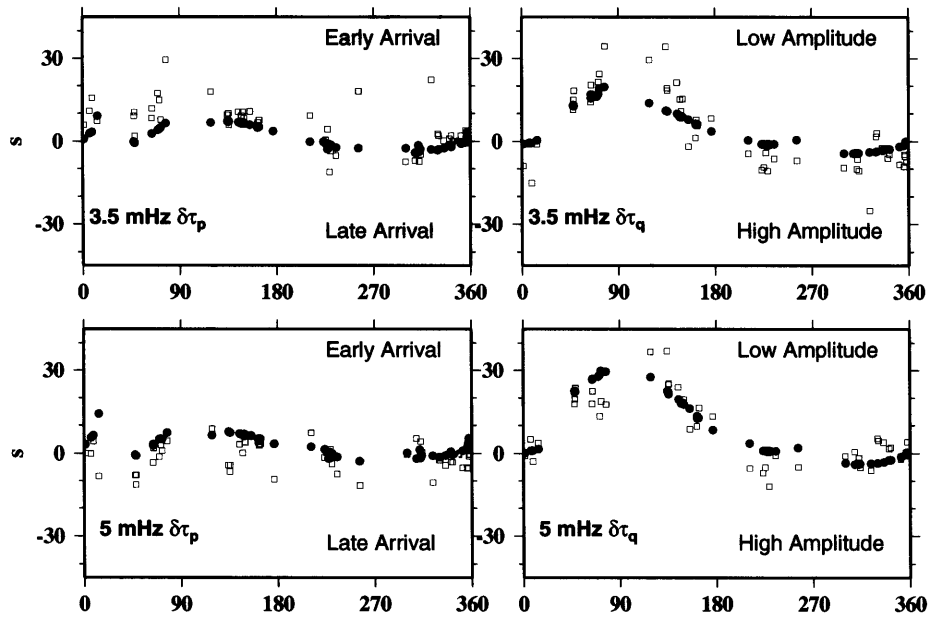 Early Arrival
Low Amplitude
30
30
s
0
0
3.5 mHz δτp
3.5 mHz δτq
-30
-30
Late Arrival
High Amplitude
0 90 180 270 360
0 90 180 270 360
Early Arrival
Low Amplitude
30
30
s
0
0
5 mHz δτp
5 mHz δτq
-30
-30
Late Arrival
High Amplitude
0 90 180 270 360
0 90 180 270 360